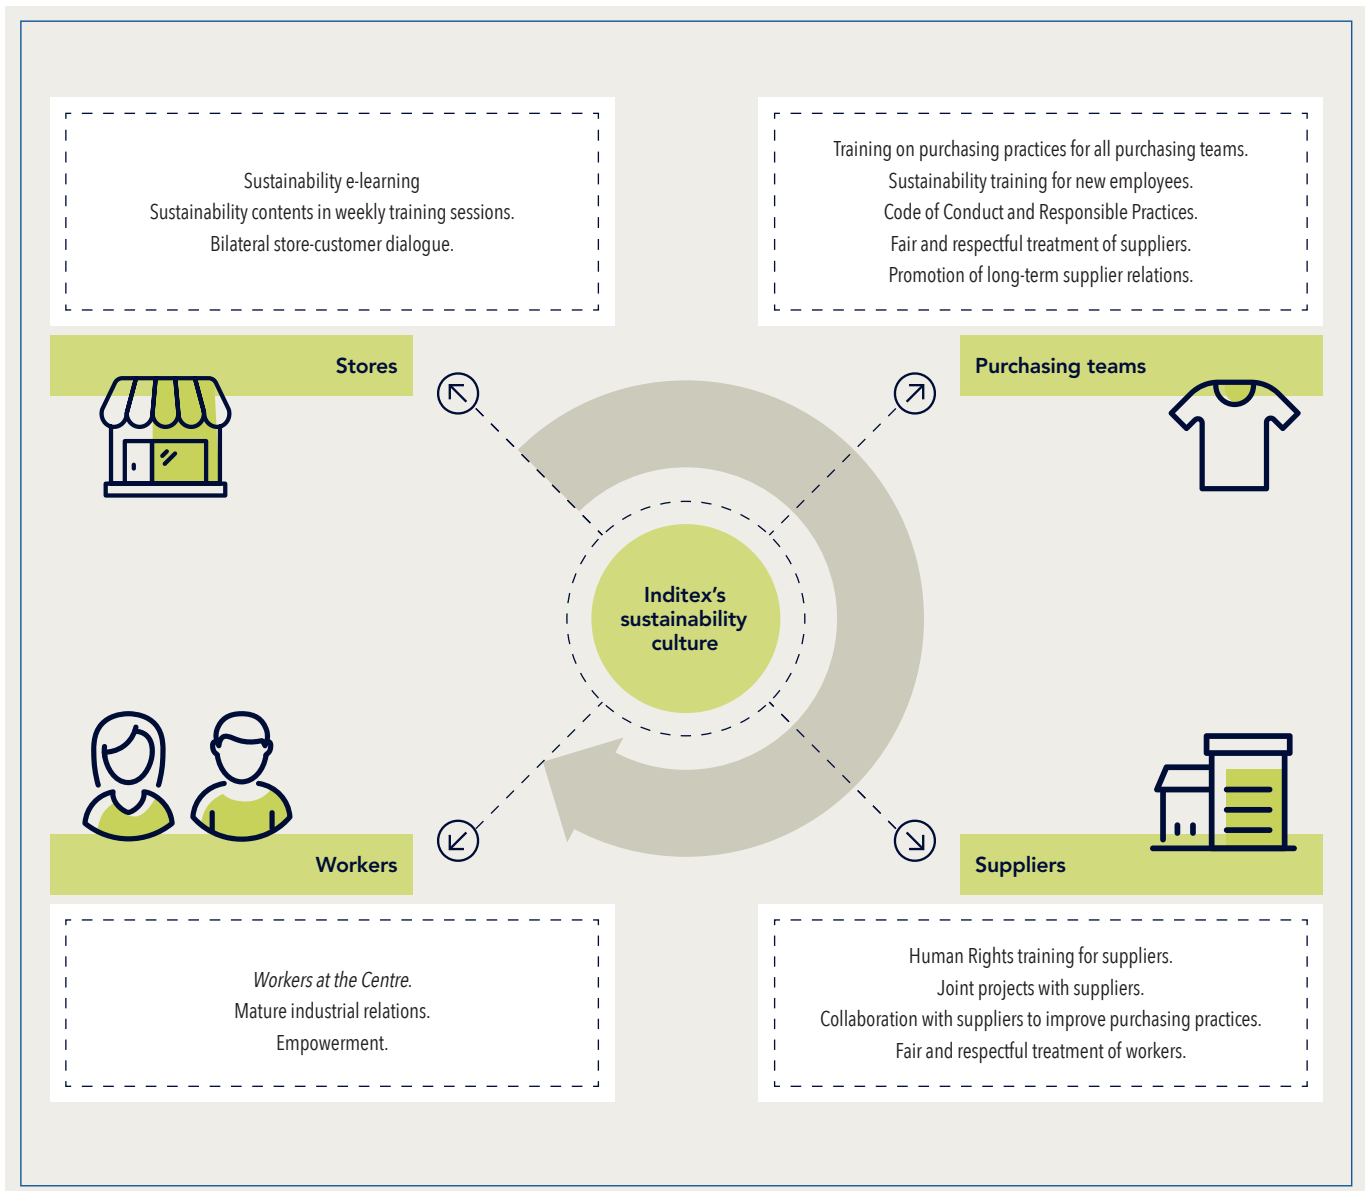 Sustainability e-learning
Sustainability contents in weekly training sessions.
Bilateral store-customer dialogue.
Stores
Training on purchasing practices for all purchasing teams.
Sustainability training for new employees.
Code of Conduct and Responsible Practices.
Fair and respectful treatment of suppliers.
Promotion of long-term supplier relations.
Purchasing teams
Inditex’s
sustainability
culture
Workers
Workers at the Centre.
Mature industrial relations.
Empowerment.
Suppliers
Human Rights training for suppliers.
Joint projects with suppliers.
Collaboration with suppliers to improve purchasing practices.
Fair and respectful treatment of workers.